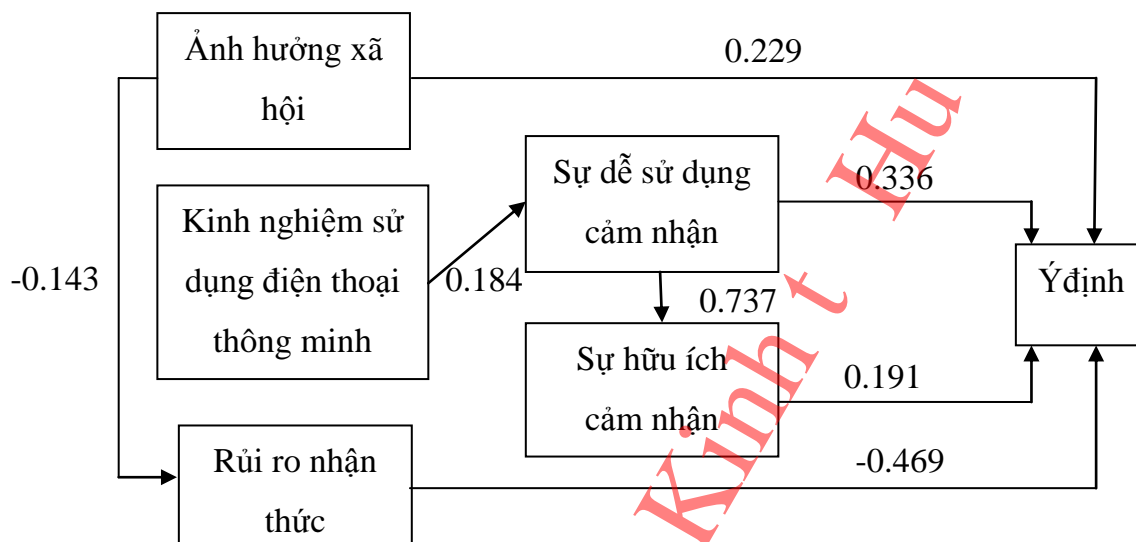 Ảnh hưởng xã
hội
0.229
Sự dễ sử dụng
cảm nhận
0.336
Kinh nghiệm sử
dụng điện thoại
thông minh
-0.143
0.184
0.737
Ý định
Sự hữu ích
cảm nhận
0.191
Rủi ro nhận
thức
-0.469
Kinh t Hu